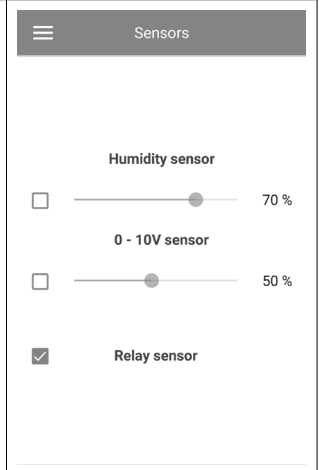 Sensors
Humidity sensor
70 %
0 - 10V sensor
50 %
Relay sensor